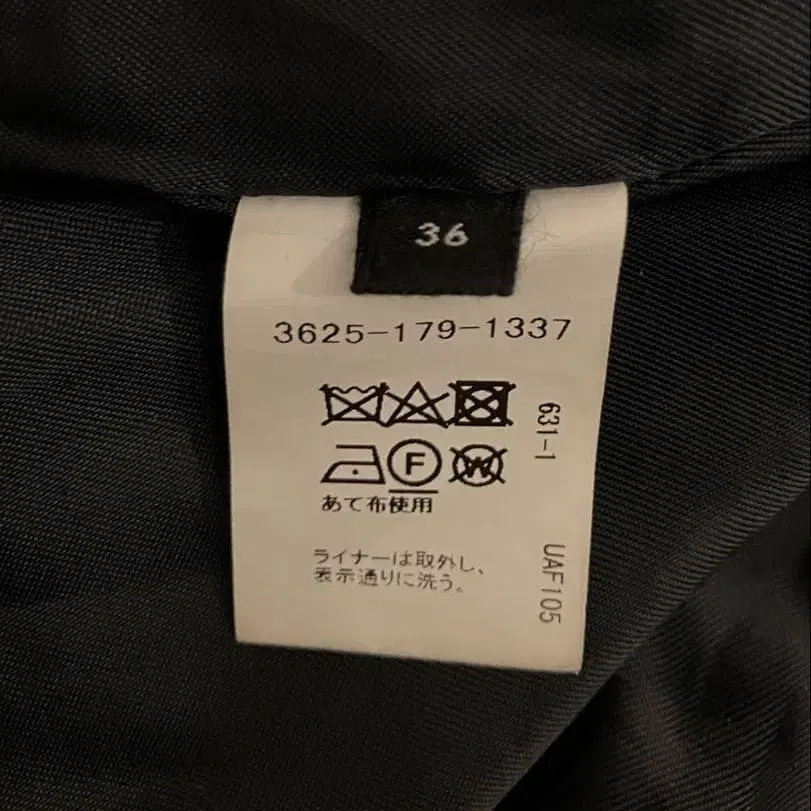 36
3625-179-1337
F
W
あて布使用
ライナーは取外し、
表示通りに洗う。
631-1
UAF105